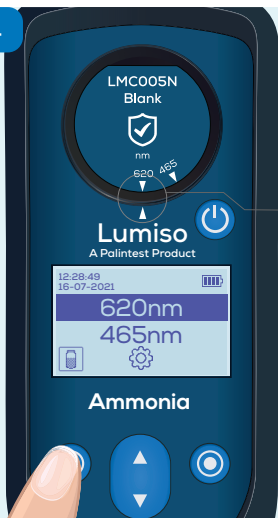 LMC005N
Blank
nm
620 465
Lumiso
A Palintest Product
12:28:49
16-07-2021
620nm
465nm
Ammonia